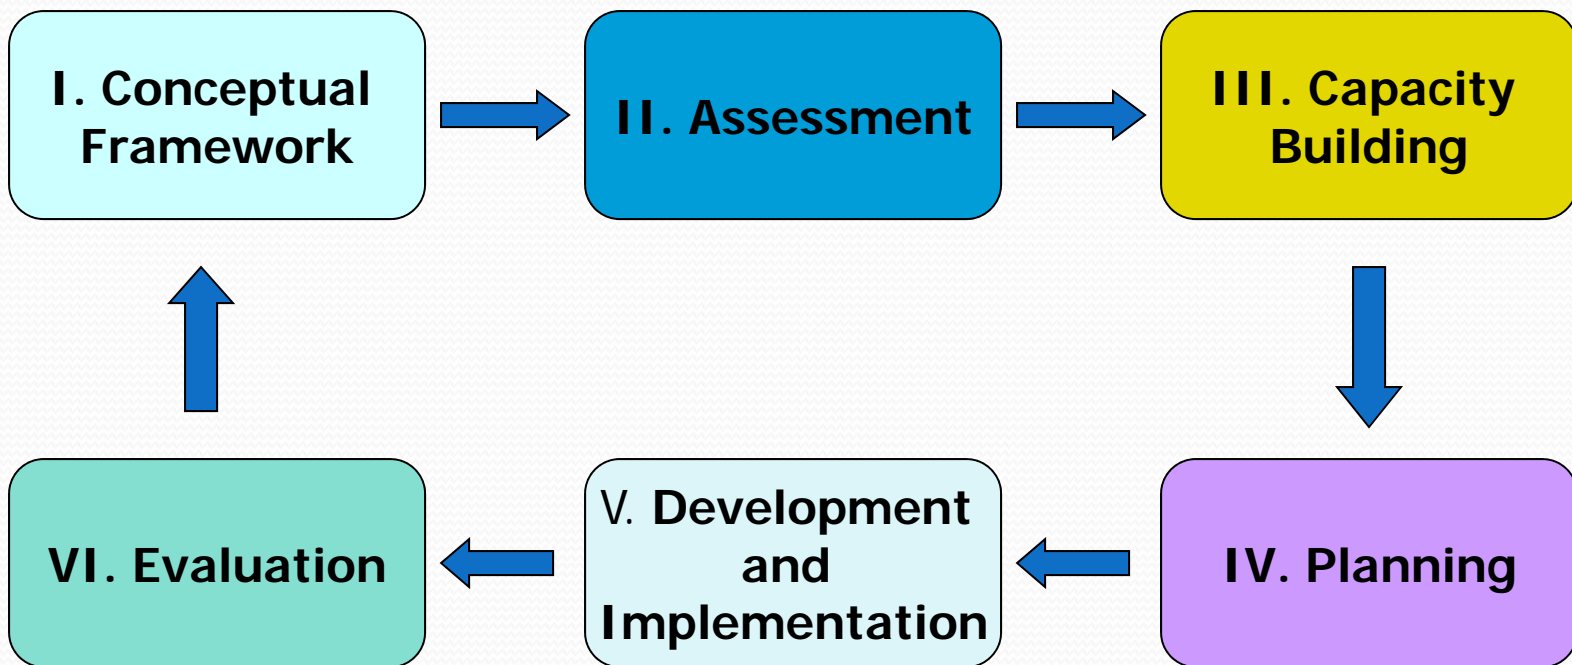 I. Conceptual
Framework
II. Assessment
III. Capacity
Building
VI. Evaluation
V. Development
and
Implementation
IV. Planning